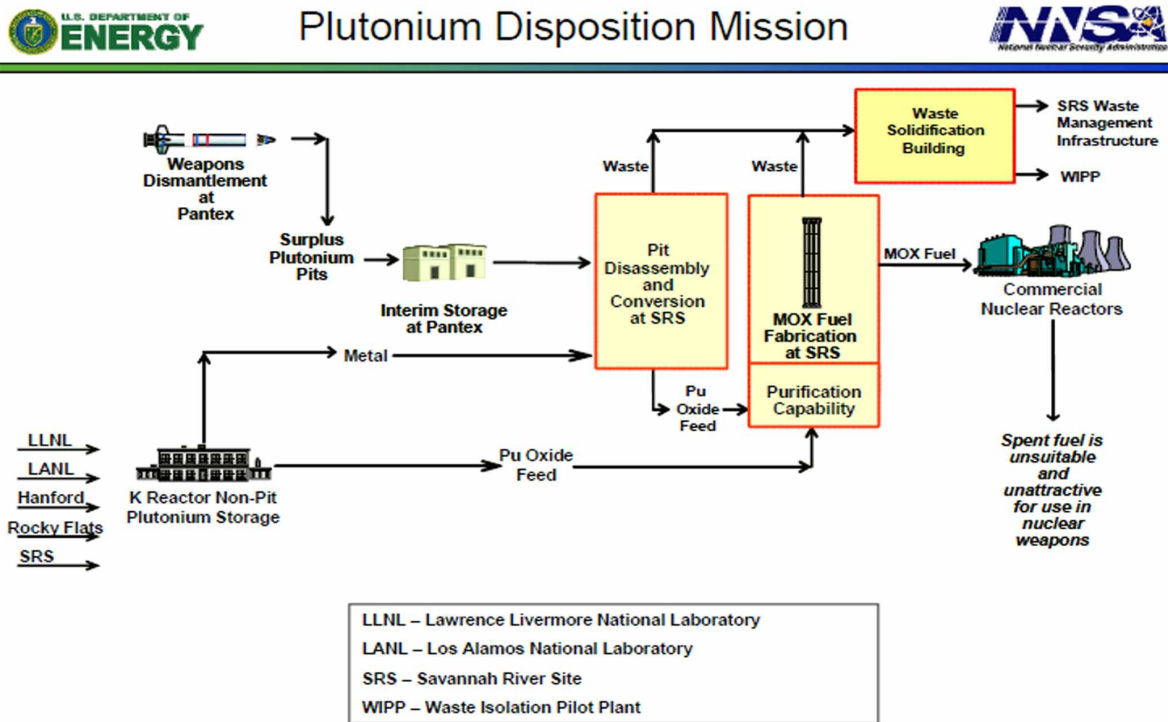 U.S. DEPARTMENT OF
ENERGY
Plutonium Disposition Mission
NNSA
National Nuclear Security Administration
Weapons
Dismantlement
at
Pantex
Surplus
Plutonium
Pits
Interim Storage
at Pantex
Metal
Waste
Waste
Pit
Disassembly
and
Conversion
at SRS
MOX Fuel
Fabrication
at SRS
Purification
Capability
Pu
Oxide
Feed
Waste
Solidification
Building
SRS Waste
Management
Infrastructure
WIPP
MOX Fuel
Commercial
Nuclear Reactors
Spent fuel is
unsuitable
and
unattractive
for use in
nuclear
weapons
LLNL
LANL
Hanford
Rocky Flats
SRS
K Reactor Non-Pit
Plutonium Storage
Pu Oxide
Feed
LLNL – Lawrence Livermore National Laboratory
LANL – Los Alamos National Laboratory
SRS – Savannah River Site
WIPP – Waste Isolation Pilot Plant